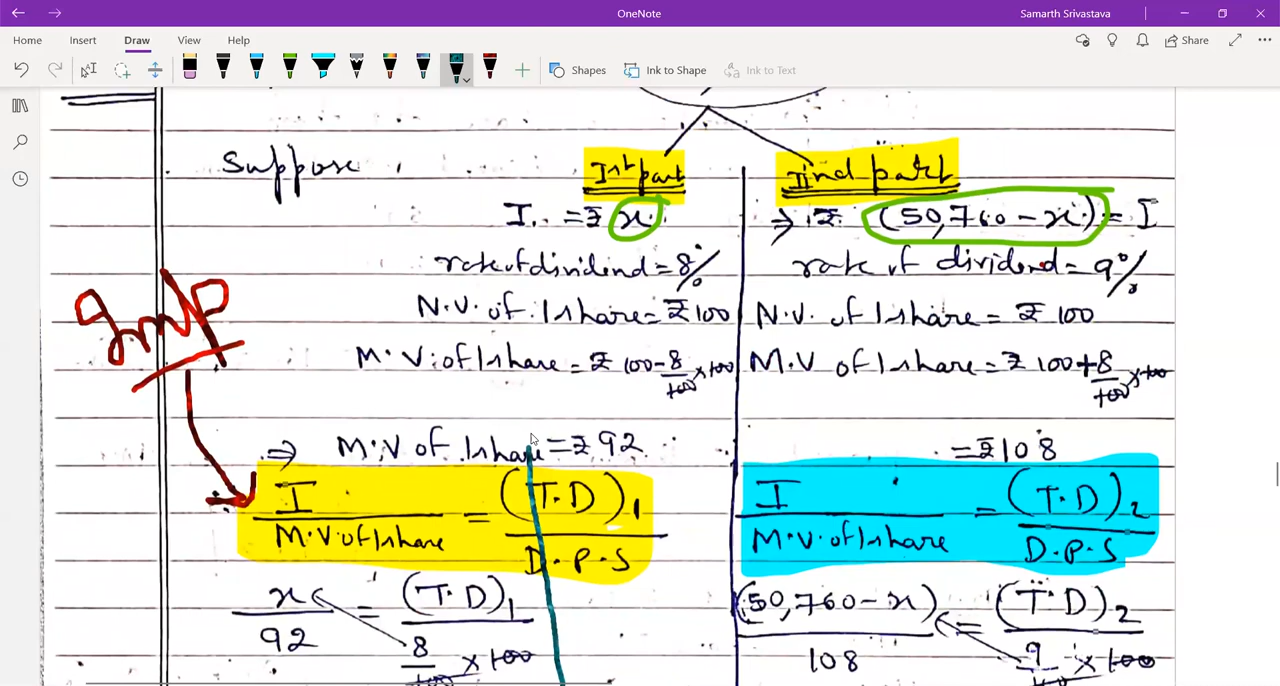 OneNote
Samarth Srivastava
Home Insert Draw View Help
Share
Shapes
Ink to Shape
Ink to Text
Suppose
Ist part
I = ₹ x
rate of dividend = 8%
N.V. of 1 share = ₹ 100
M.V. of 1 share = ₹ 100 - 8/100 × 100
⇒ M.V of 1 share = ₹ 92
I / M.V. of 1 share = (T.D)₁ / D.P.S
x / 92 = (T.D)₁ / 8/100 × 100
IInd part
⇒ ₹ (50,760 - x) = I
rate of dividend = 9%
N.V. of 1 share = ₹ 100
M.V of 1 share = ₹ 100 + 8/100 × 100
= ₹ 108
I / M.V. of 1 share = (T.D)₂ / D.P.S
(50,760 - x) / 108 = (T.D)₂ / 9 × 100
Imp